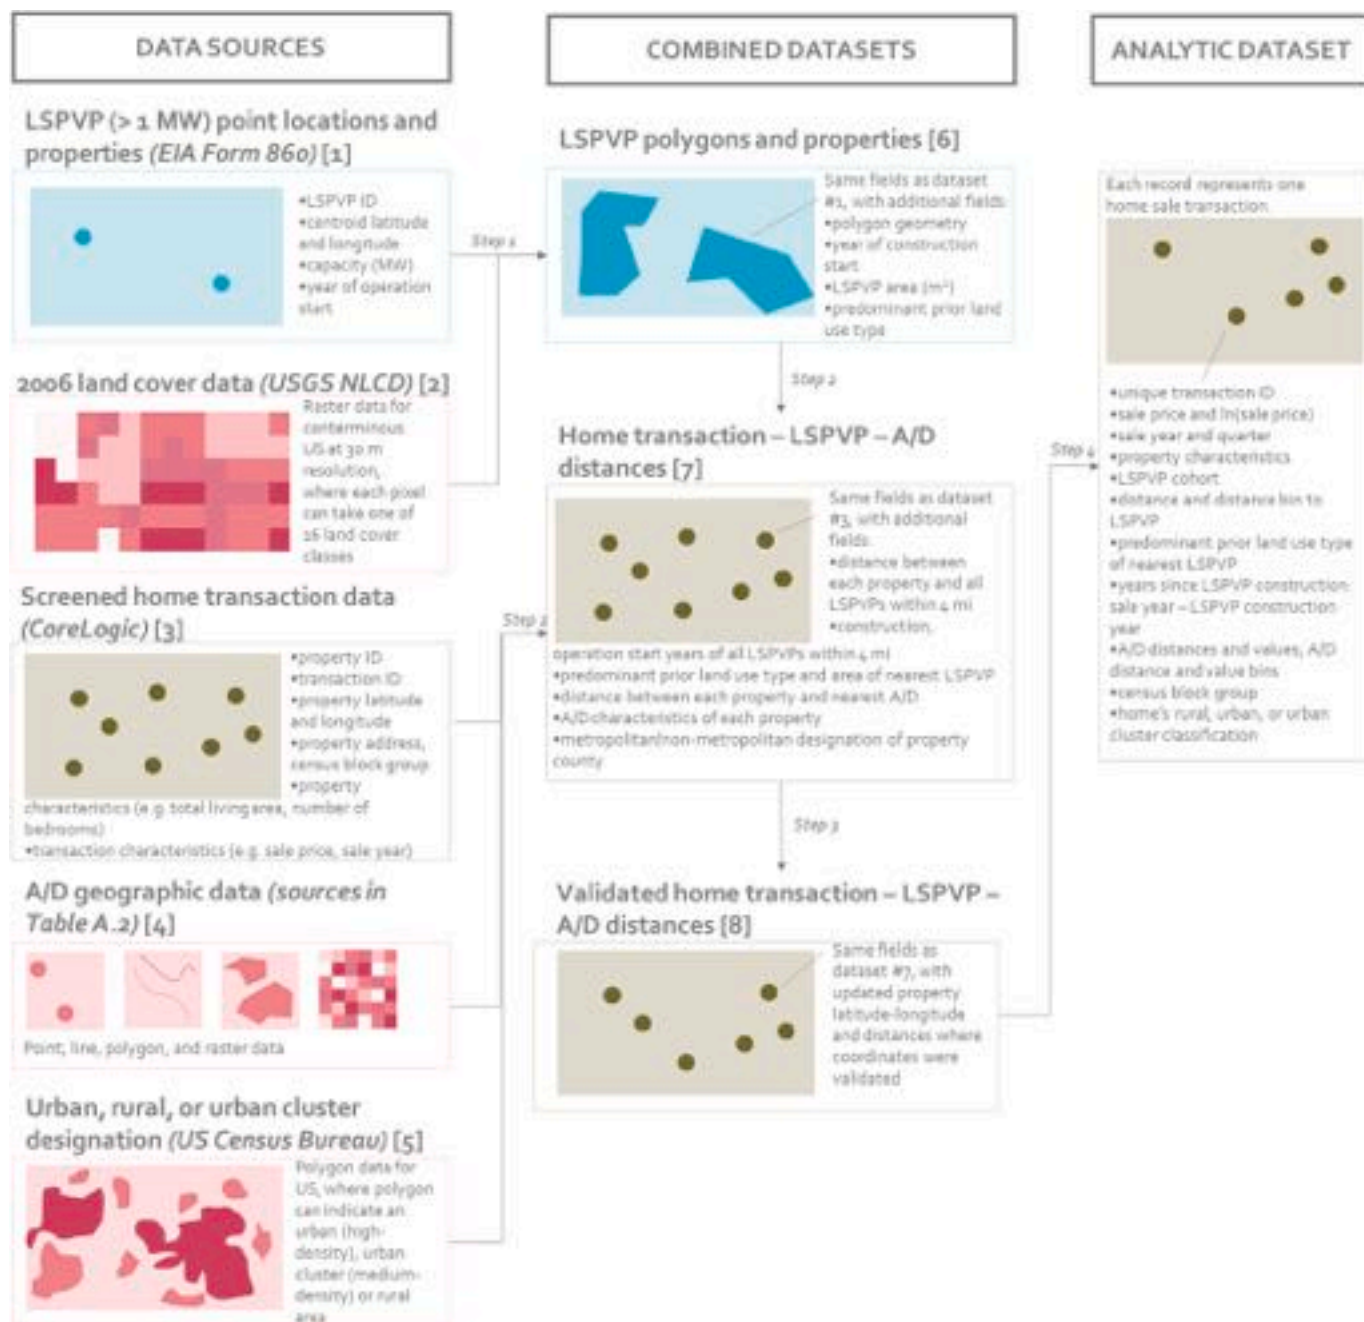 DATA SOURCES
LSPVP (> 1 MW) point locations and
properties (EIA Form 860) [1]
•LSPVP ID
•centroid latitude
and longitude
•capacity (MW)
•year of operation
start
2006 land cover data (USGS NLCD) [2]
Raster data for
conterminous
US at 30 m
resolution,
where each pixel
can take one of
16 land cover
classes
Screened home transaction data
(CoreLogic) [3]
•property ID
•transaction ID
•property latitude
and longitude
•property address,
census block group
•property
characteristics (e.g. total living area, number of
bedrooms)
•transaction characteristics (e.g. sale price, sale year)
A/D geographic data (sources in
Table A.2) [4]
Point, line, polygon, and raster data
Urban, rural, or urban cluster
designation (US Census Bureau) [5]
Polygon data for
US, where polygon
can indicate an
urban (high-
density), urban
cluster (medium-
density) or rural
area
Step 1
Step 2
COMBINED DATASETS
LSPVP polygons and properties [6]
Same fields as dataset
#1, with additional fields:
•polygon geometry
•year of construction
start
•LSPVP area (m²)
•predominant prior land
use type
Step 2
Home transaction – LSPVP – A/D
distances [7]
Same fields as dataset
#3, with additional
fields:
•distance between
each property and all
LSPVPs within 4 mi
•construction,
operation start years of all LSPVPs within 4 mi
•predominant prior land use type and area of nearest LSPVP
•distance between each property and nearest A/D
•A/D characteristics of each property
•metropolitan/non-metropolitan designation of property
county
Step 3
Validated home transaction – LSPVP –
A/D distances [8]
Same fields as
dataset #7, with
updated property
latitude-longitude
and distances where
coordinates were
validated
Step 4
ANALYTIC DATASET
Each record represents one
home sale transaction
•unique transaction ID
•sale price and ln(sale price)
•sale year and quarter
•property characteristics
•LSPVP cohort
•distance and distance bin to
LSPVP
•predominant prior land use type
of nearest LSPVP
•years since LSPVP construction:
sale year – LSPVP construction
year
•A/D distances and values, A/D
distance and value bins
•census block group
•home's rural, urban, or urban
cluster classification